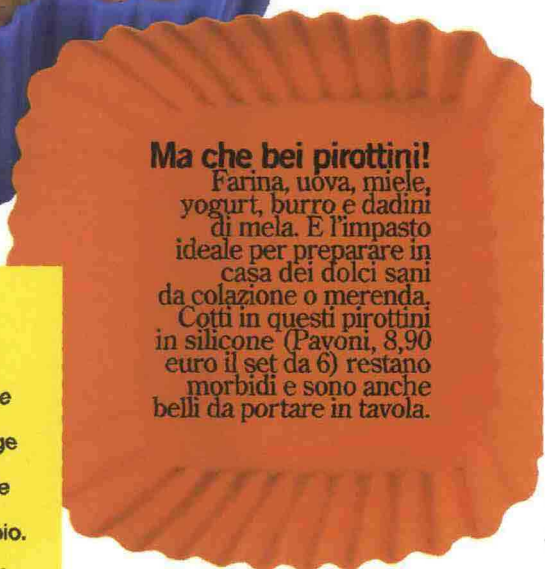 Ma che bei pirottini!
Farina, uova, miele,
yogurt, burro e dadini
di mela. È l'impasto
ideale per preparare in
casa dei dolci sani
da colazione o merenda.
Cotti in questi pirottini
in silicone (Pavoni, 8,90
euro il set da 6) restano
morbidi e sono anche
belli da portare in tavola.